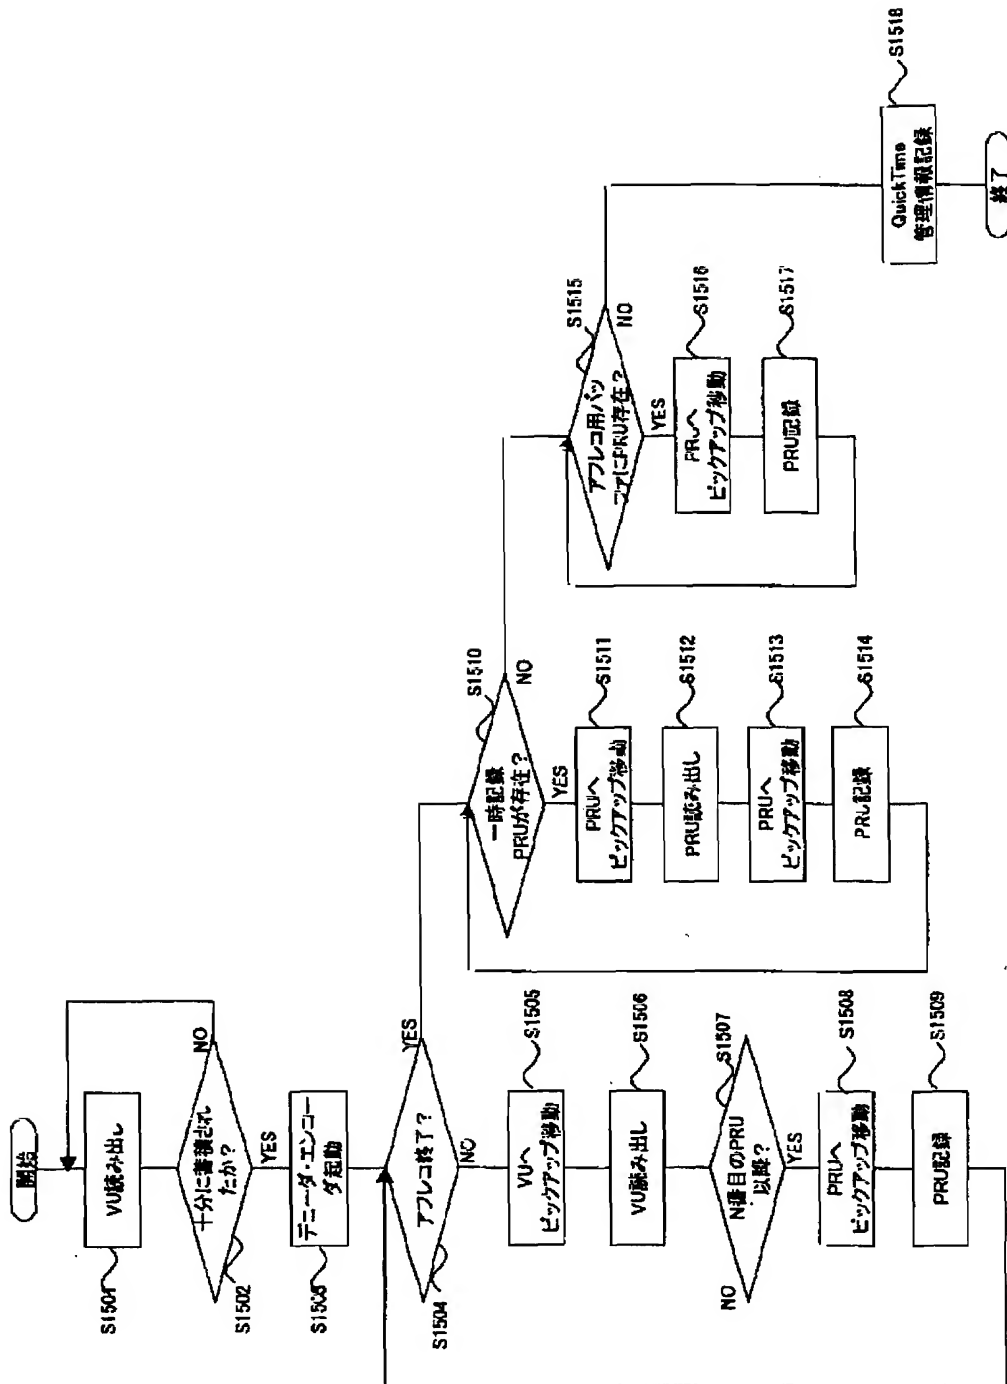 開始
VU読み出し
S1501
十分に蓄積され
たか?
NO
YES
S1502
デコーダ・エンコー
ダ起動
S1503
アフレコ終了?
YES
NO
S1504
VUへ
ピックアップ移動
S1505
VU読み出し
S1506
N番目のPRU
以降?
S1507
NO
YES
PRUへ
ピックアップ移動
S1508
PRU記録
S1509
一時記録
PRUが存在?
S1510
NO
YES
PRUへ
ピックアップ移動
S1511
PRU読み出し
S1512
PRUへ
ピックアップ移動
S1513
PRU記録
S1514
アフレコ用バッ
ファにPRU存在?
S1515
NO
YES
PRUへ
ピックアップ移動
S1516
PRU記録
S1517
QuickTime
管理情報記録
S1518
終了